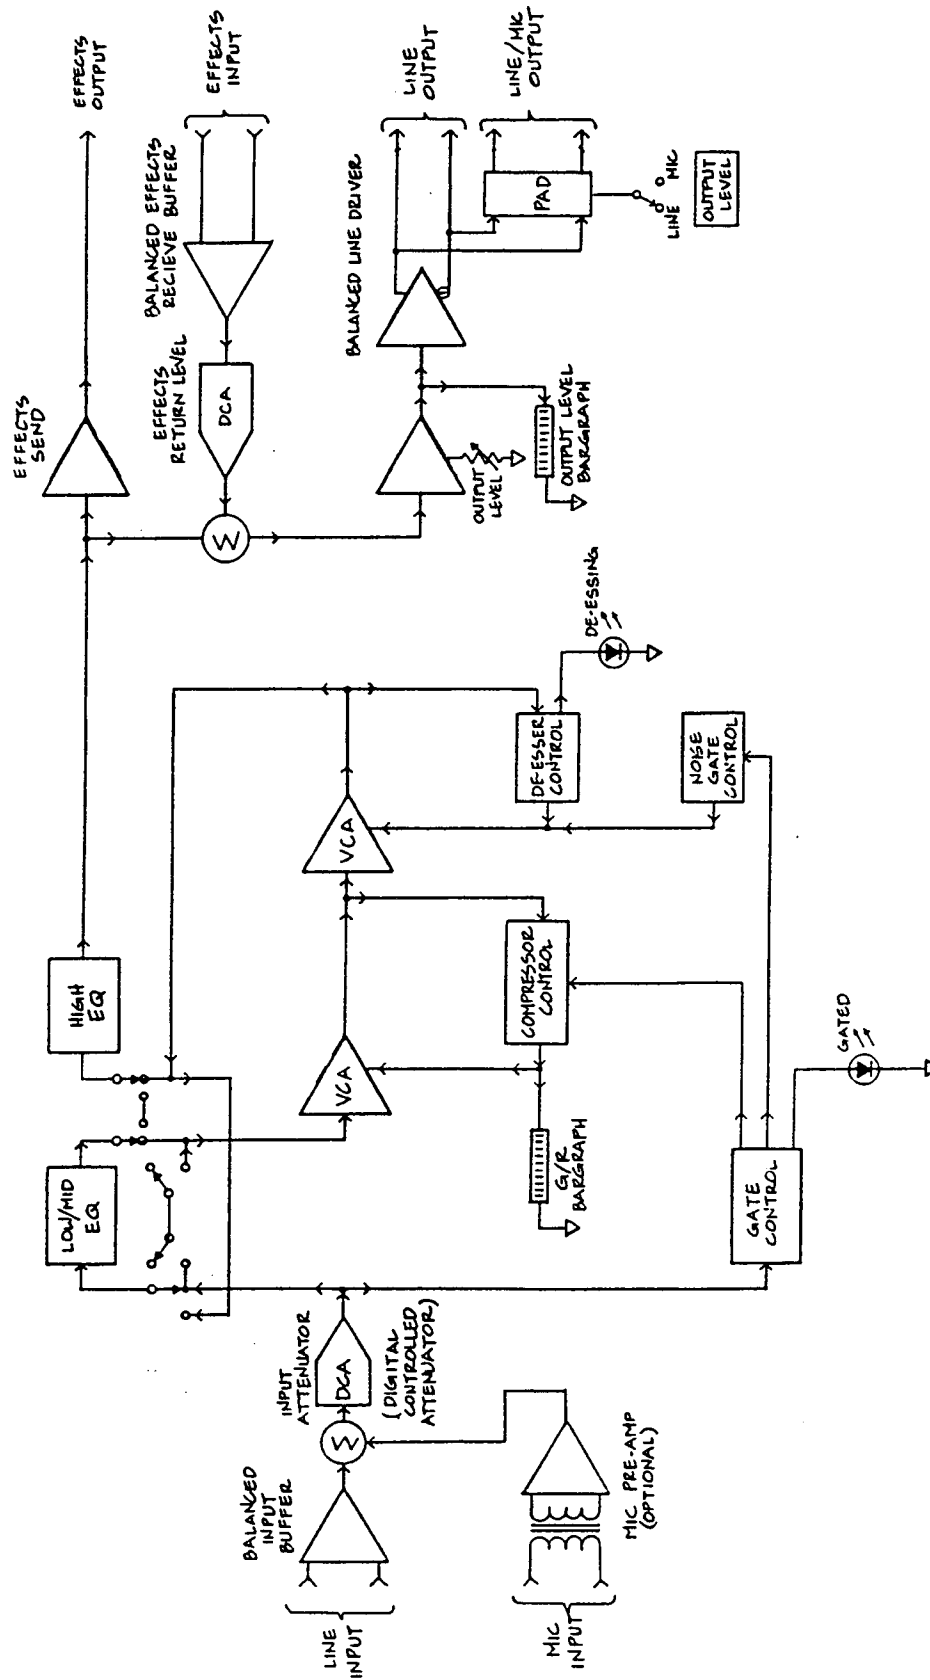 EFFECTS
SEND
EFFECTS
OUTPUT
BALANCED EFFECTS
RECIEVE BUFFER
EFFECTS
INPUT
EFFECTS
RETURN LEVEL
DCA
Σ
HIGH
EQ
LOW/MID
EQ
BALANCED LINE DRIVER
LINE
OUTPUT
LINE/MIC
OUTPUT
PAD
LINE
MIC
OUTPUT
LEVEL
OUTPUT
LEVEL
OUTPUT LEVEL
BARGRAPH
VCA
VCA
DE-ESSER
CONTROL
DE-ESSING
NOISE
GATE
CONTROL
COMPRESSOR
CONTROL
G/R
BARGRAPH
GATE
CONTROL
GATED
INPUT
ATTENUATOR
DCA
(DIGITAL
CONTROLLED
ATTENUATOR)
Σ
BALANCED
INPUT
BUFFER
LINE
INPUT
MIC PRE-AMP
(OPTIONAL)
MIC
INPUT